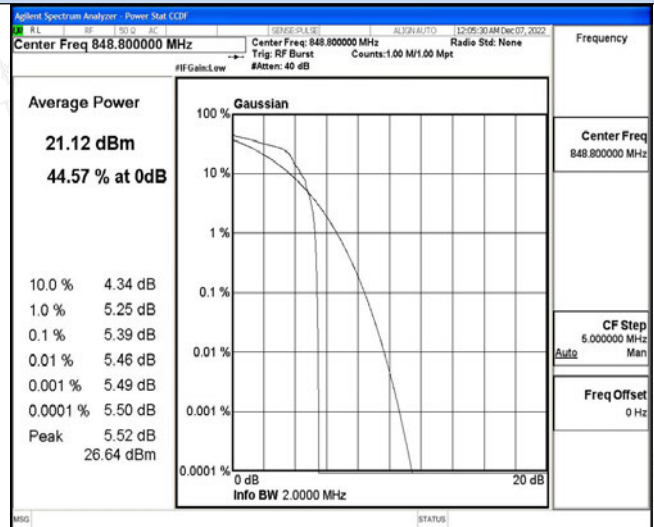 Agilent Spectrum Analyzer - Power Stat CCDF
RL RF 50 Ω AC SENSE:PULSE ALIGN AUTO 12:05:30 AM Dec 07, 2022
Center Freq 848.800000 MHz
Center Freq: 848.800000 MHz Radio Std: None
Trig: RF Burst Counts:1.00 M/1.00 Mpt
#IFGain:Low #Atten: 40 dB
Frequency
Average Power
21.12 dBm
44.57 % at 0dB
10.0 % 4.34 dB
1.0 % 5.25 dB
0.1 % 5.39 dB
0.01 % 5.46 dB
0.001 % 5.49 dB
0.0001 % 5.50 dB
Peak 5.52 dB
26.64 dBm
Gaussian
100 %
10 %
1 %
0.1 %
0.01 %
0.001 %
0.0001 %
0 dB 20 dB
Info BW 2.0000 MHz
Center Freq
848.800000 MHz
CF Step
5.000000 MHz
Auto Man
Freq Offset
0 Hz
MSG STATUS